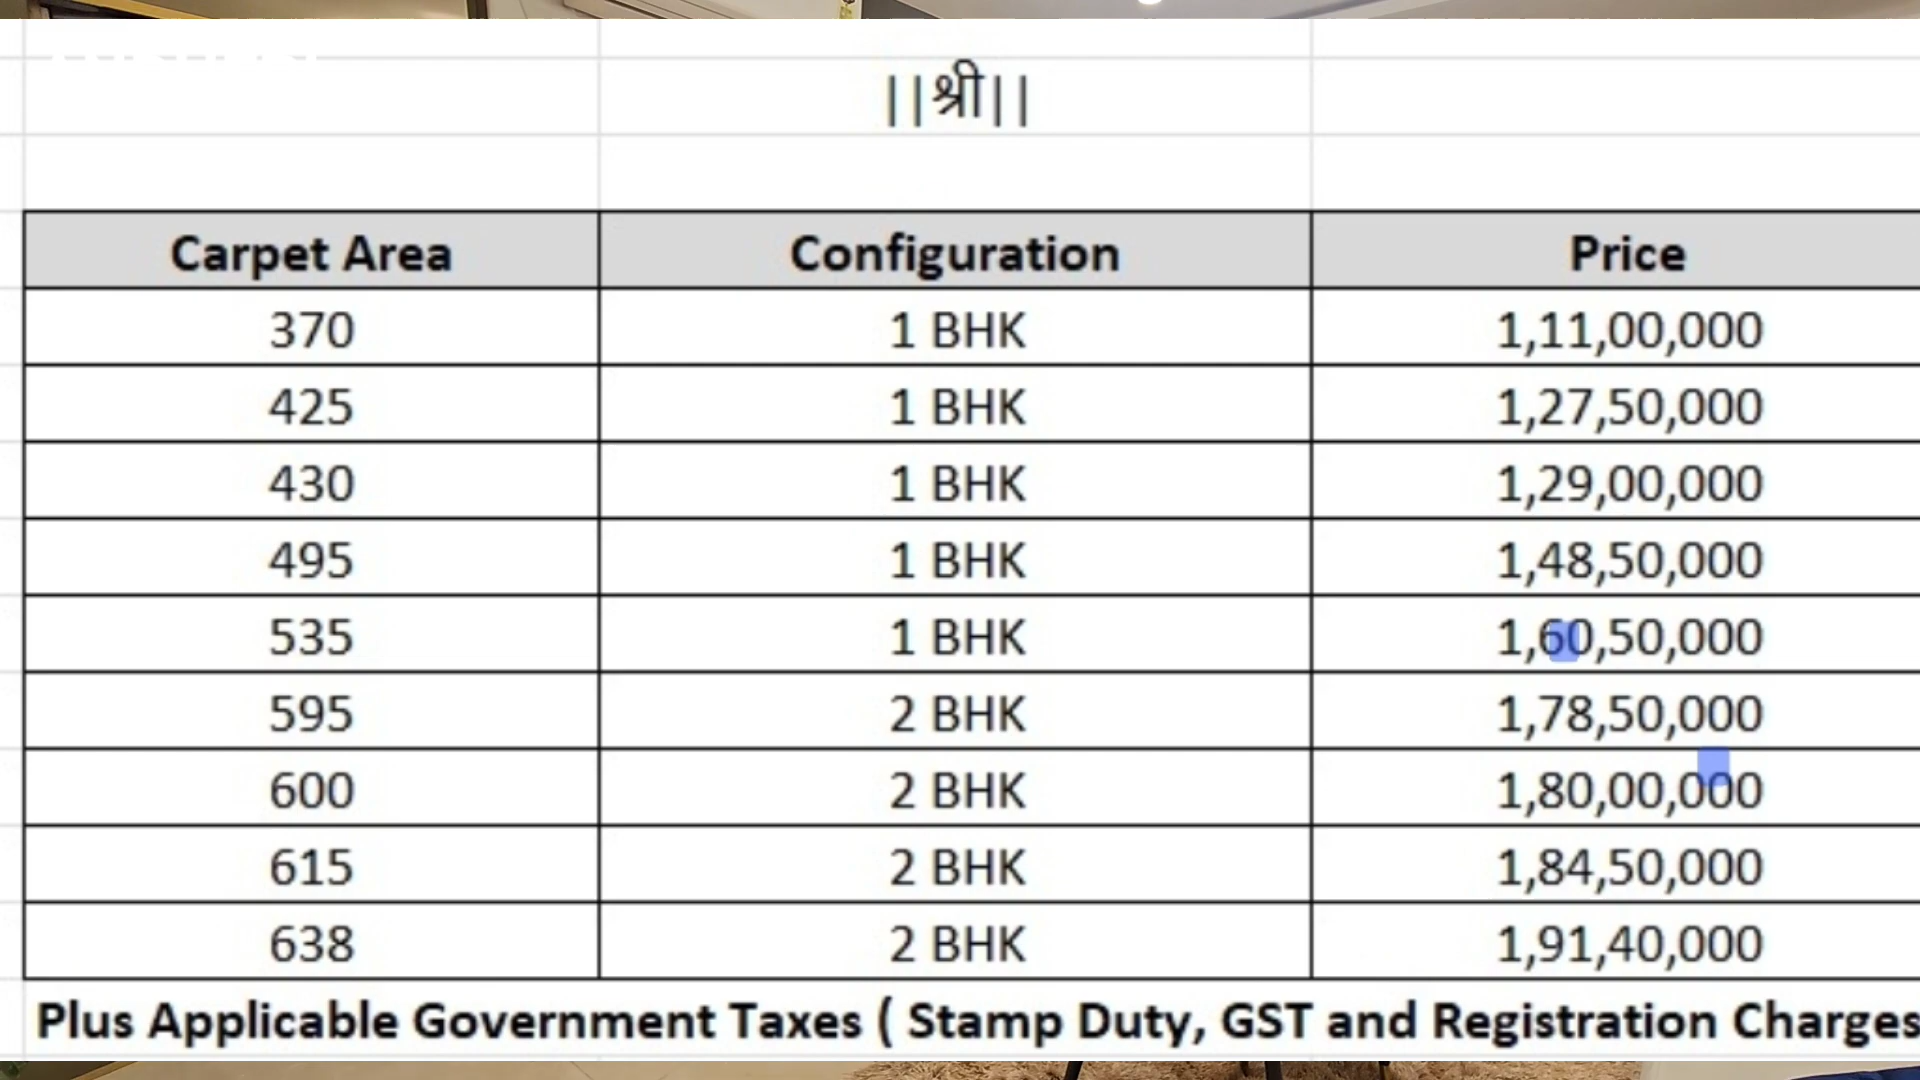 ||श्री||
Carpet Area Configuration Price
370 1 BHK 1,11,00,000
425 1 BHK 1,27,50,000
430 1 BHK 1,29,00,000
495 1 BHK 1,48,50,000
535 1 BHK 1,60,50,000
595 2 BHK 1,78,50,000
600 2 BHK 1,80,00,000
615 2 BHK 1,84,50,000
638 2 BHK 1,91,40,000
Plus Applicable Government Taxes ( Stamp Duty, GST and Registration Charges